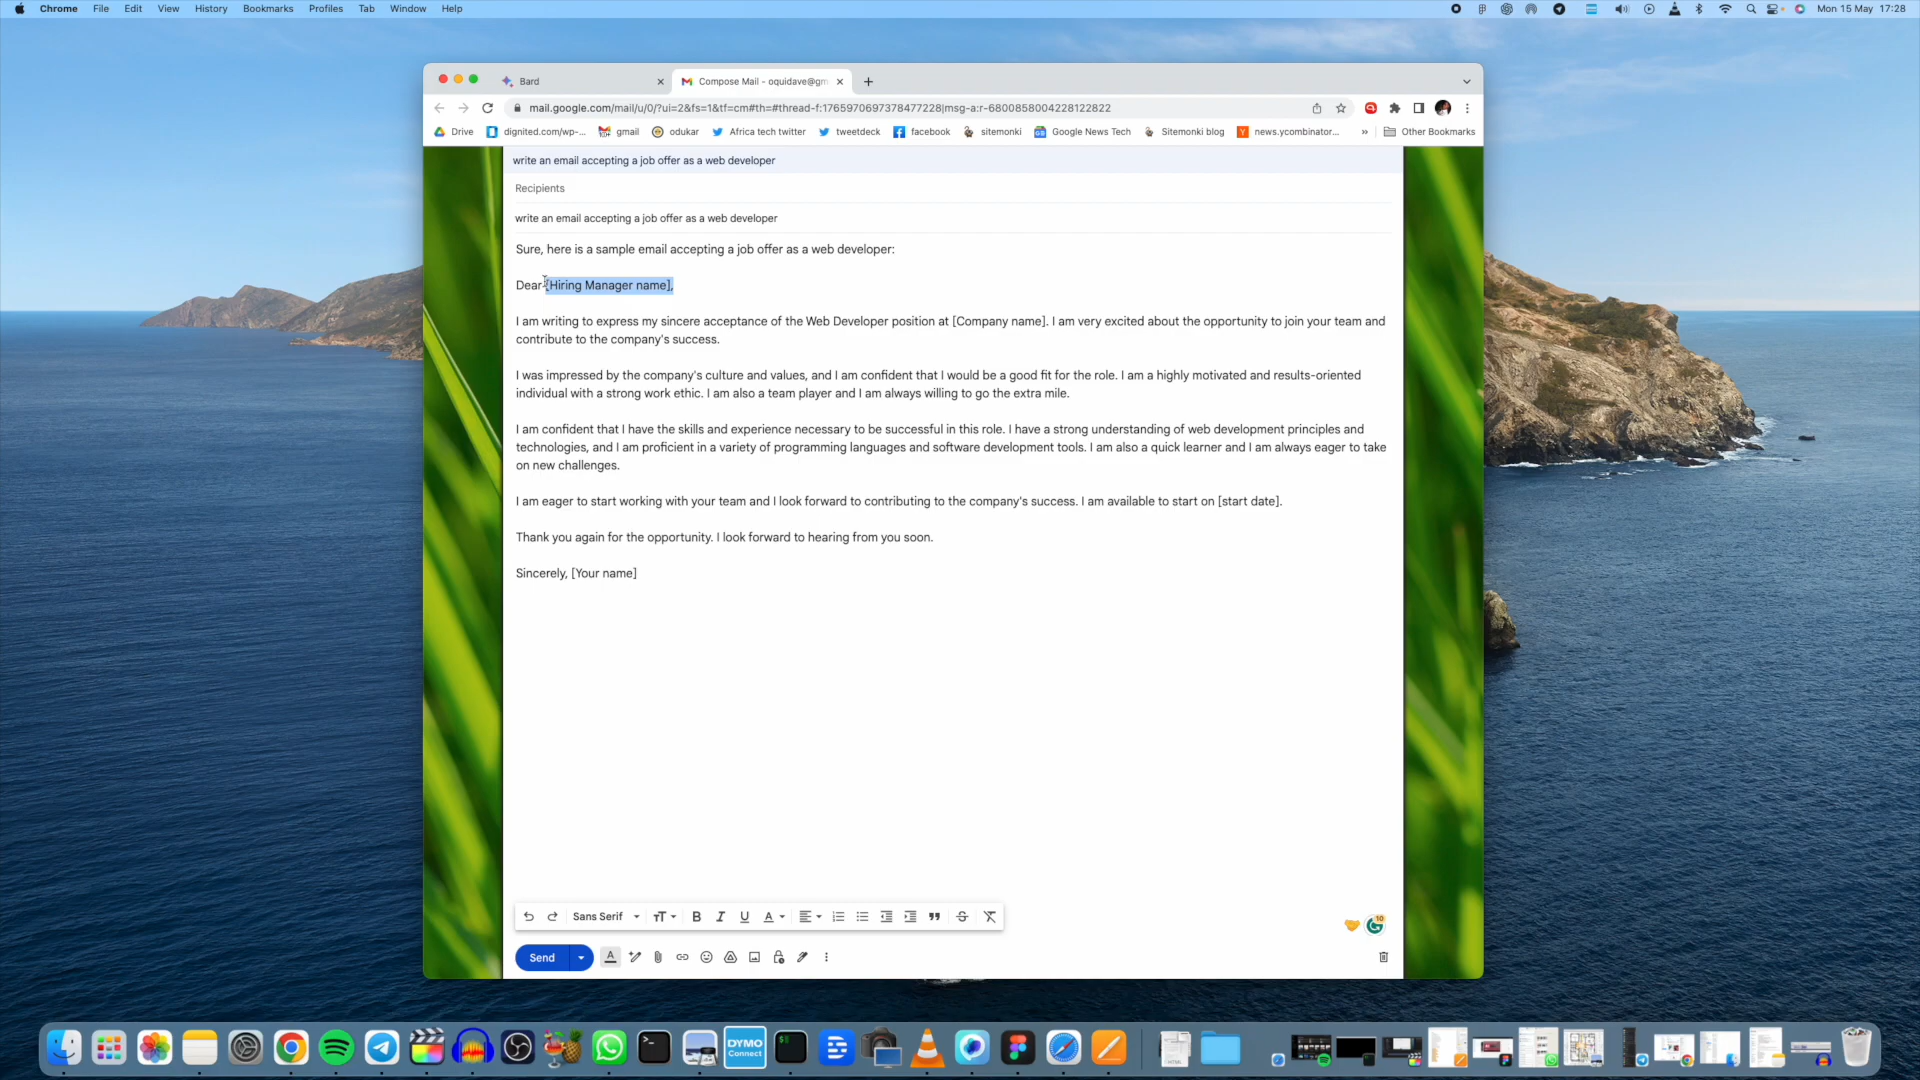 Chrome File Edit View History Bookmarks Profiles Tab Window Help Mon 15 May 17:28
Bard Compose Mail - oquidave@gm
mail.google.com/mail/u/0/?ui=2&fs=1&tf=cm#th=#thread-f:1765970697378477228|msg-a:r-6800858004228122822
Drive dignited.com/wp-... gmail odukar Africa tech twitter tweetdeck facebook sitemonki Google News Tech Sitemonki blog news.ycombinator... » Other Bookmarks
write an email accepting a job offer as a web developer
Recipients
write an email accepting a job offer as a web developer
Sure, here is a sample email accepting a job offer as a web developer:
Dear [Hiring Manager name],
I am writing to express my sincere acceptance of the Web Developer position at [Company name]. I am very excited about the opportunity to join your team and
contribute to the company's success.
I was impressed by the company's culture and values, and I am confident that I would be a good fit for the role. I am a highly motivated and results-oriented
individual with a strong work ethic. I am also a team player and I am always willing to go the extra mile.
I am confident that I have the skills and experience necessary to be successful in this role. I have a strong understanding of web development principles and
technologies, and I am proficient in a variety of programming languages and software development tools. I am also a quick learner and I am always eager to take
on new challenges.
I am eager to start working with your team and I look forward to contributing to the company's success. I am available to start on [start date].
Thank you again for the opportunity. I look forward to hearing from you soon.
Sincerely, [Your name]
Sans Serif
10
Send
DYMO
Connect